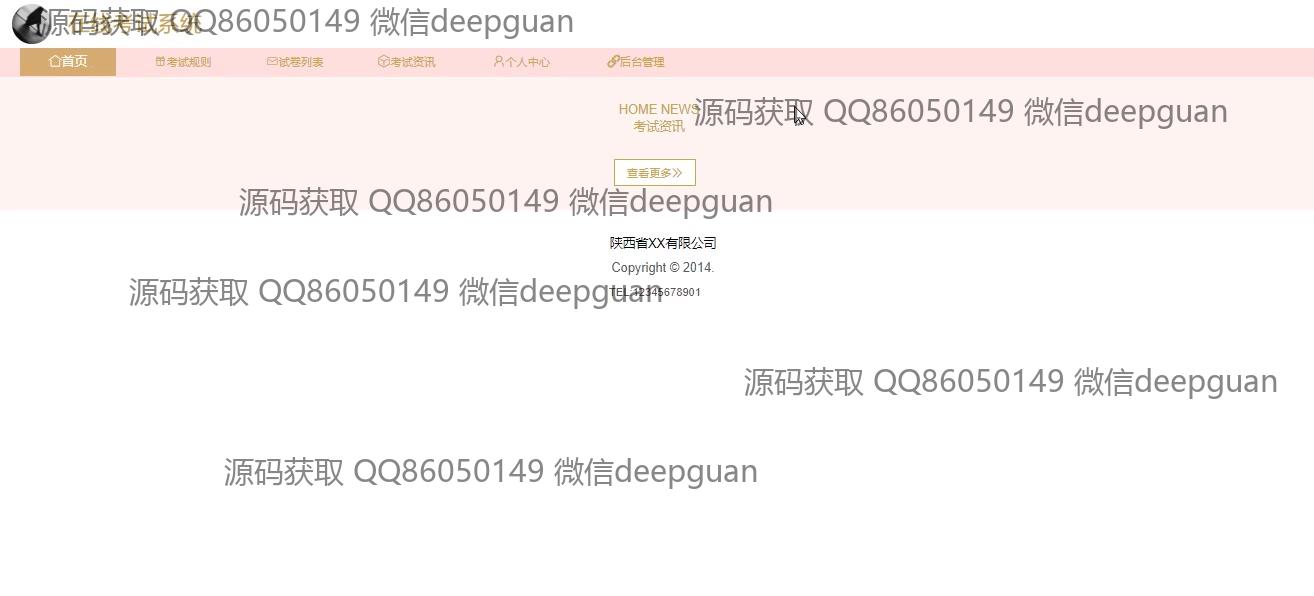 源码获取 QQ86050149 微信deepguan
在线考试系统
首页 考试规则 试卷列表 考试资讯 个人中心 后台管理
HOME NEWS
源码获取 QQ86050149 微信deepguan
考试资讯
查看更多
源码获取 QQ86050149 微信deepguan
陕西省XX有限公司
Copyright © 2014.
源码获取 QQ86050149 微信deepguan
TEL:12345678901
源码获取 QQ86050149 微信deepguan
源码获取 QQ86050149 微信deepguan